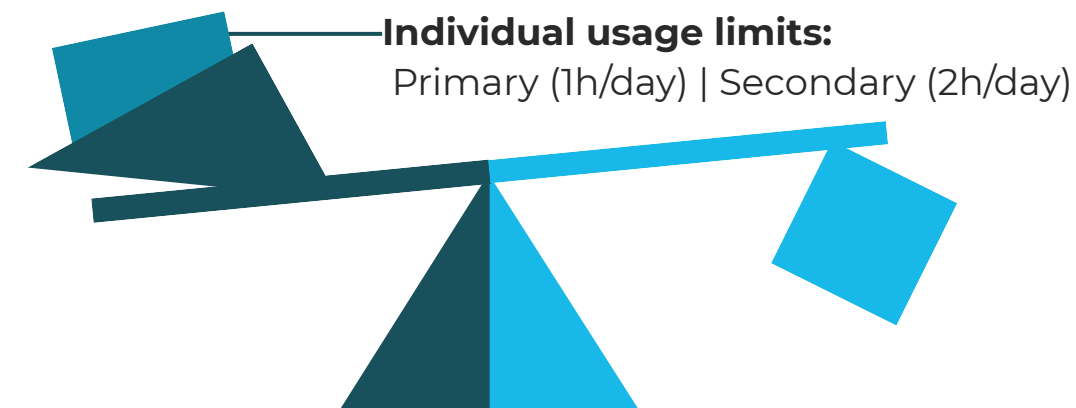 Individual usage limits:
Primary (1h/day) | Secondary (2h/day)